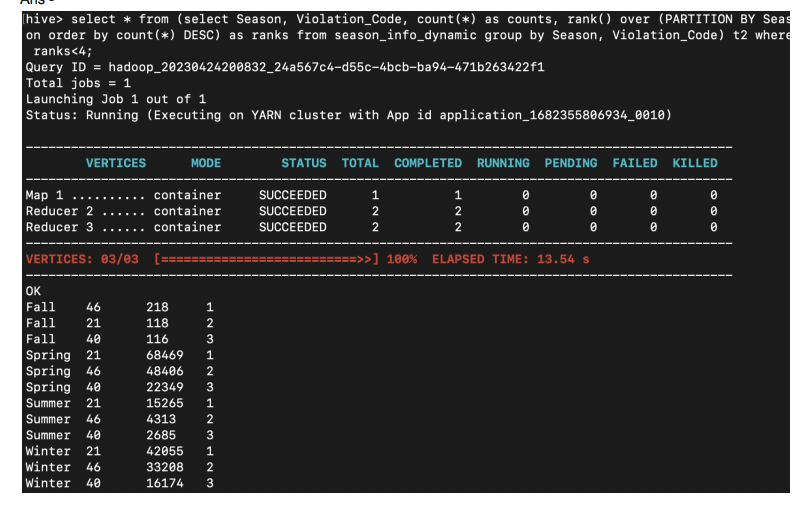 Ans -
[hive> select * from (select Season, Violation_Code, count(*) as counts, rank() over (PARTITION BY Seas
on order by count(*) DESC) as ranks from season_info_dynamic group by Season, Violation_Code) t2 where
ranks<4;
Query ID = hadoop_20230424200832_24a567c4-d55c-4bcb-ba94-471b263422f1
Total jobs = 1
Launching Job 1 out of 1
Status: Running (Executing on YARN cluster with App id application_1682355806934_0010)
----------------------------------------------------------------------------------------------
VERTICES MODE STATUS TOTAL COMPLETED RUNNING PENDING FAILED KILLED
----------------------------------------------------------------------------------------------
Map 1 .......... container SUCCEEDED 1 1 0 0 0 0
Reducer 2 ...... container SUCCEEDED 2 2 0 0 0 0
Reducer 3 ...... container SUCCEEDED 2 2 0 0 0 0
----------------------------------------------------------------------------------------------
VERTICES: 03/03 [==========================>>] 100% ELAPSED TIME: 13.54 s
----------------------------------------------------------------------------------------------
OK
Fall 46 218 1
Fall 21 118 2
Fall 40 116 3
Spring 21 68469 1
Spring 46 48406 2
Spring 40 22349 3
Summer 21 15265 1
Summer 46 4313 2
Summer 40 2685 3
Winter 21 42055 1
Winter 46 33208 2
Winter 40 16174 3